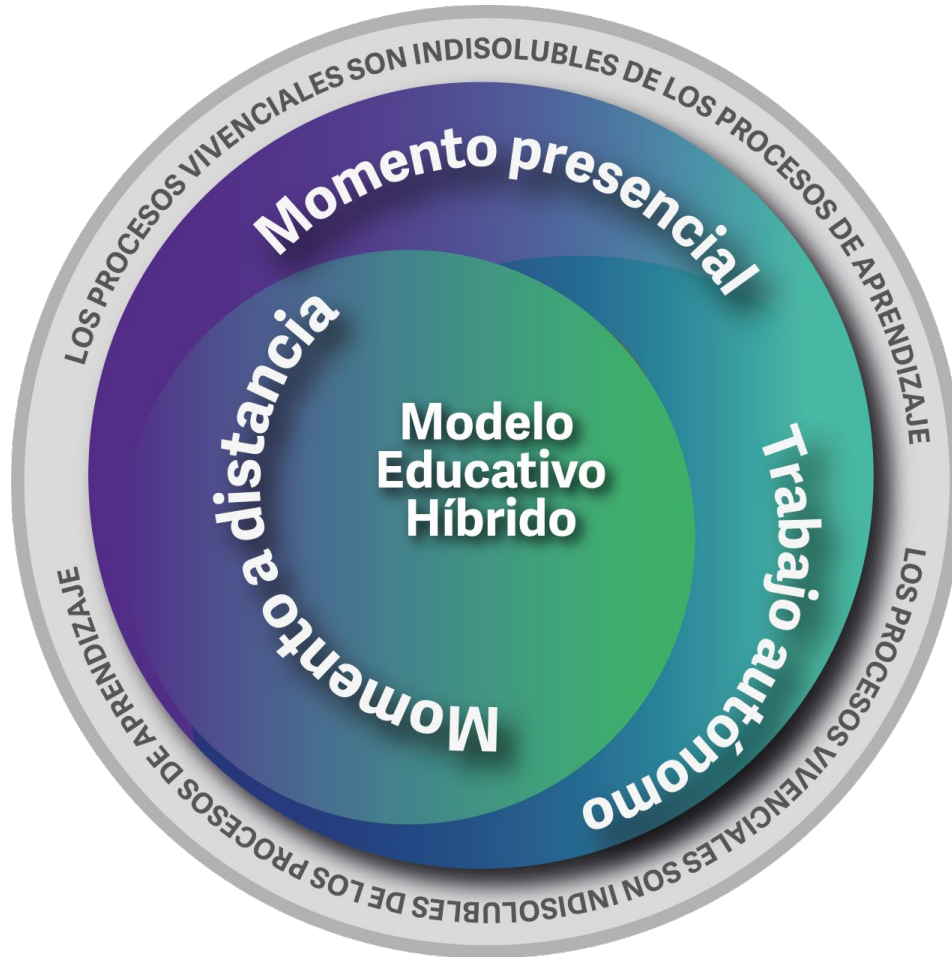 LOS PROCESOS VIVENCIALES SON INDISOLUBLES DE LOS PROCESOS DE APRENDIZAJE
Momento presencial
Momento a distancia
Modelo
Educativo
Híbrido
Trabajo autónomo
LOS PROCESOS VIVENCIALES SON INDISOLUBLES DE LOS PROCESOS DE APRENDIZAJE